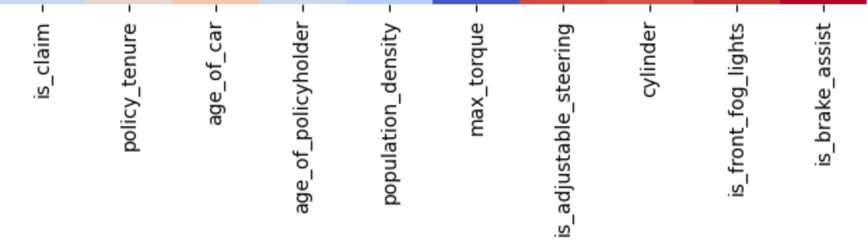 is_claim
policy_tenure
age_of_car
age_of_policyholder
population_density
max_torque
is_adjustable_steering
cylinder
is_front_fog_lights
is_brake_assist